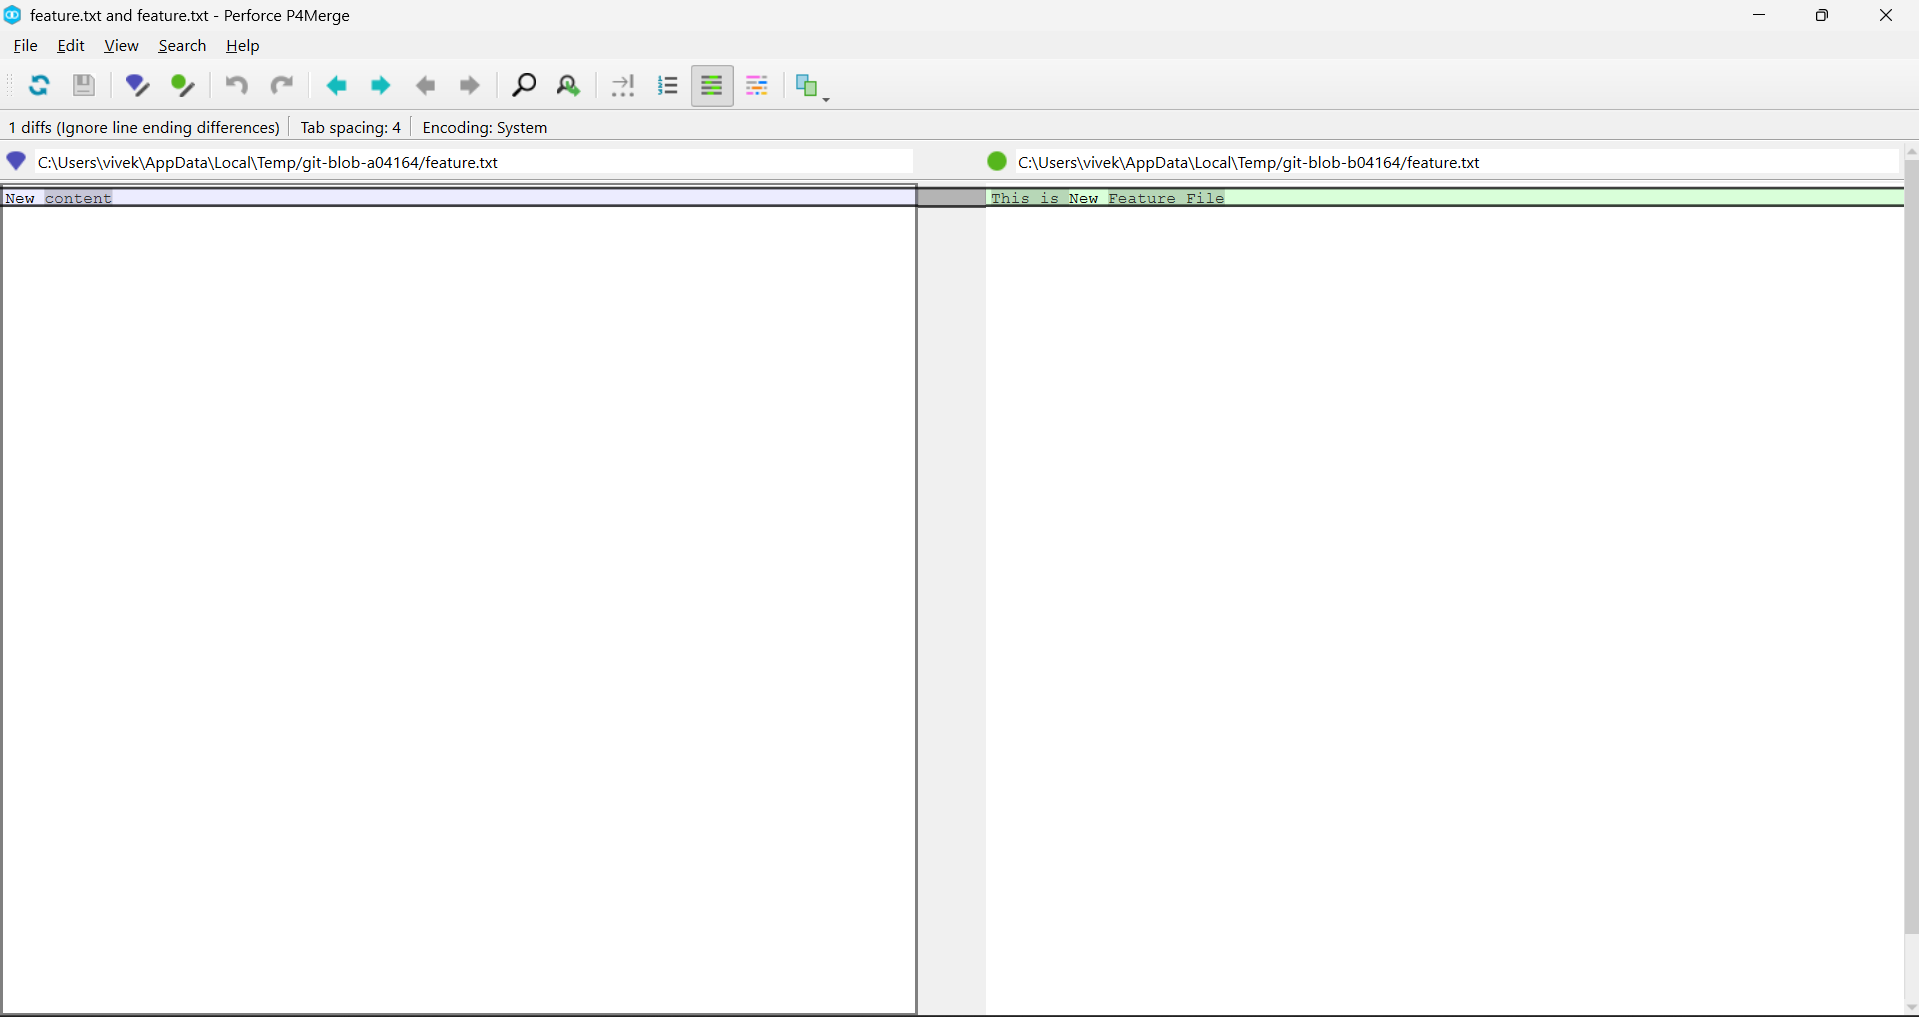 feature.txt and feature.txt - Perforce P4Merge
File Edit View Search Help
1 diffs (Ignore line ending differences) Tab spacing: 4 Encoding: System
C:\Users\vivek\AppData\Local\Temp/git-blob-a04164/feature.txt
C:\Users\vivek\AppData\Local\Temp/git-blob-b04164/feature.txt
New content
This is New Feature File